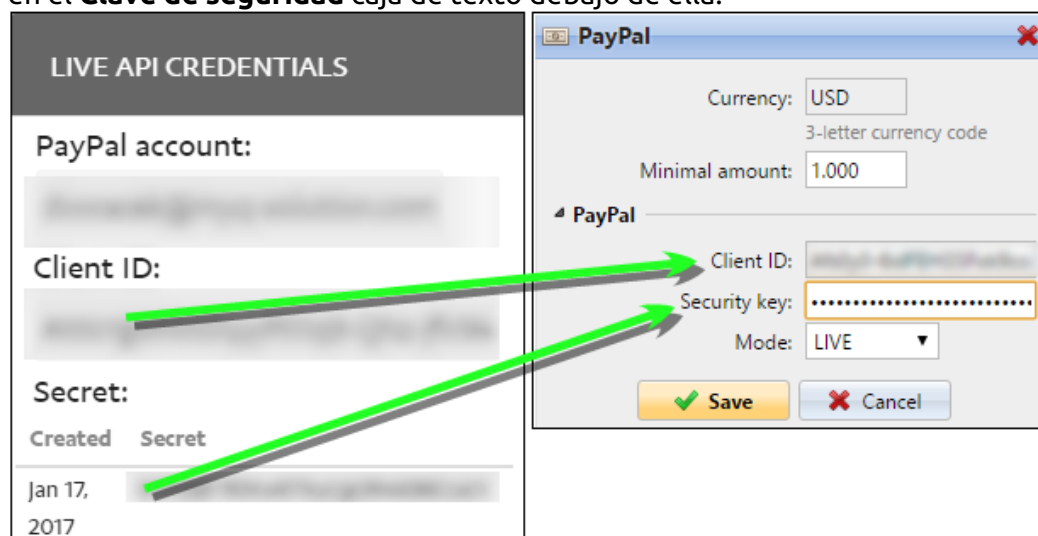 en el Clave de seguridad caja de texto debajo de ella.
LIVE API CREDENTIALS
PayPal account:
Client ID:
Secret:
Created Secret
Jan 17,
2017
PayPal
Currency: USD
3-letter currency code
Minimal amount: 1.000
PayPal
Client ID:
Security key:
Mode: LIVE
Save Cancel